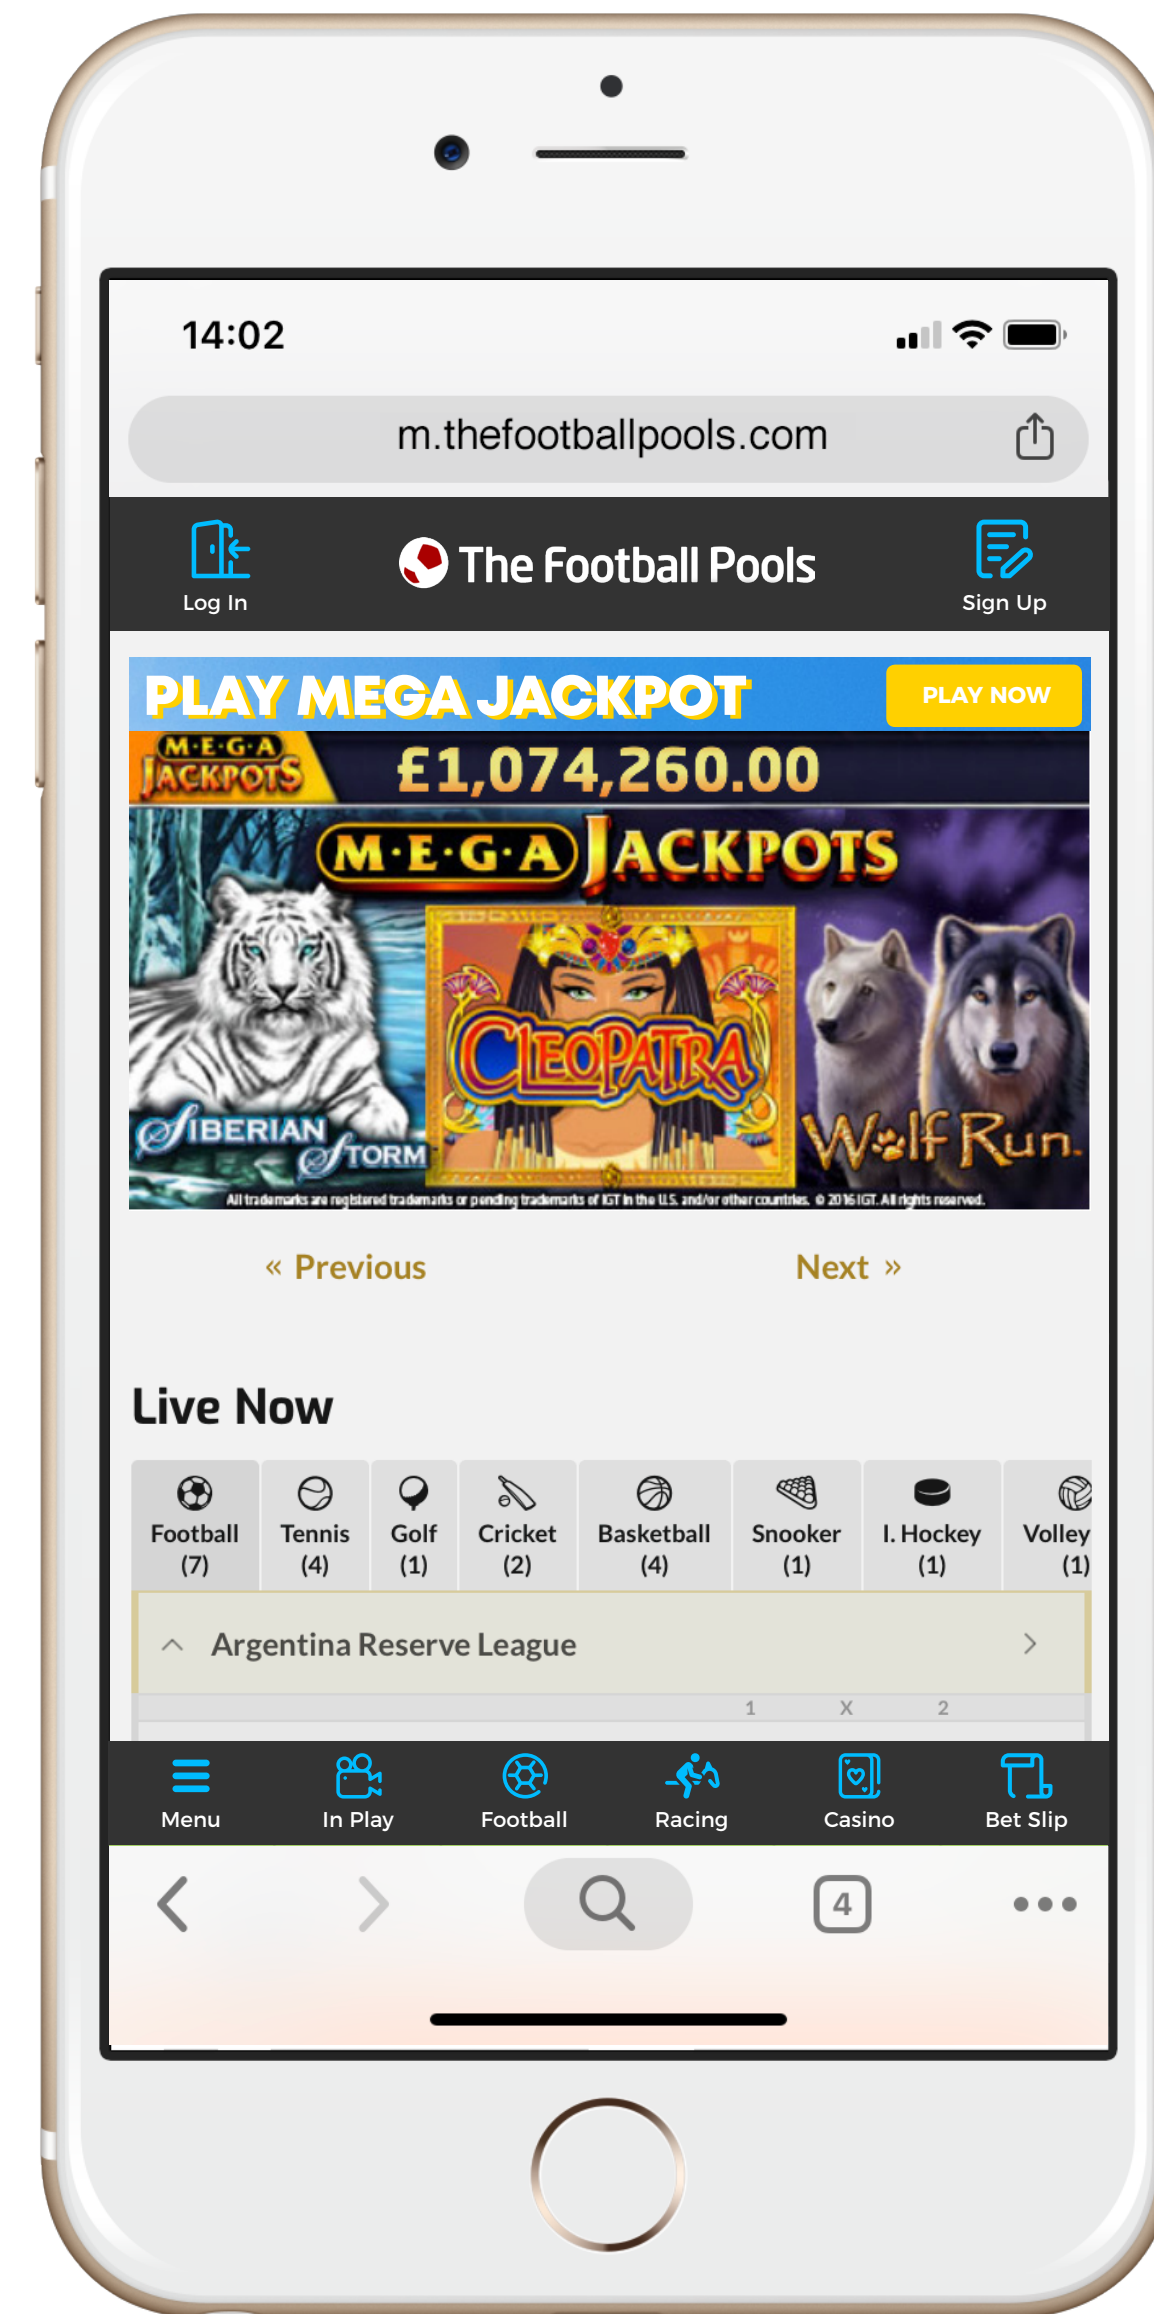 14:02
m.thefootballpools.com
Log In
The Football Pools
Sign Up
PLAY MEGA JACKPOT
PLAY NOW
M·E·G·A
JACKPOTS
£1,074,260.00
M·E·G·A JACKPOTS
CLEOPATRA
SIBERIAN
STORM
Wolf Run.
All trademarks are registered trademarks or pending trademarks of IGT in the U.S. and/or other countries. © 2016 IGT. All rights reserved.
« Previous
Next »
Live Now
Football
(7)
Tennis
(4)
Golf
(1)
Cricket
(2)
Basketball
(4)
Snooker
(1)
I. Hockey
(1)
Volley
(1)
Argentina Reserve League
1 X 2
Menu
In Play
Football
Racing
Casino
Bet Slip
4